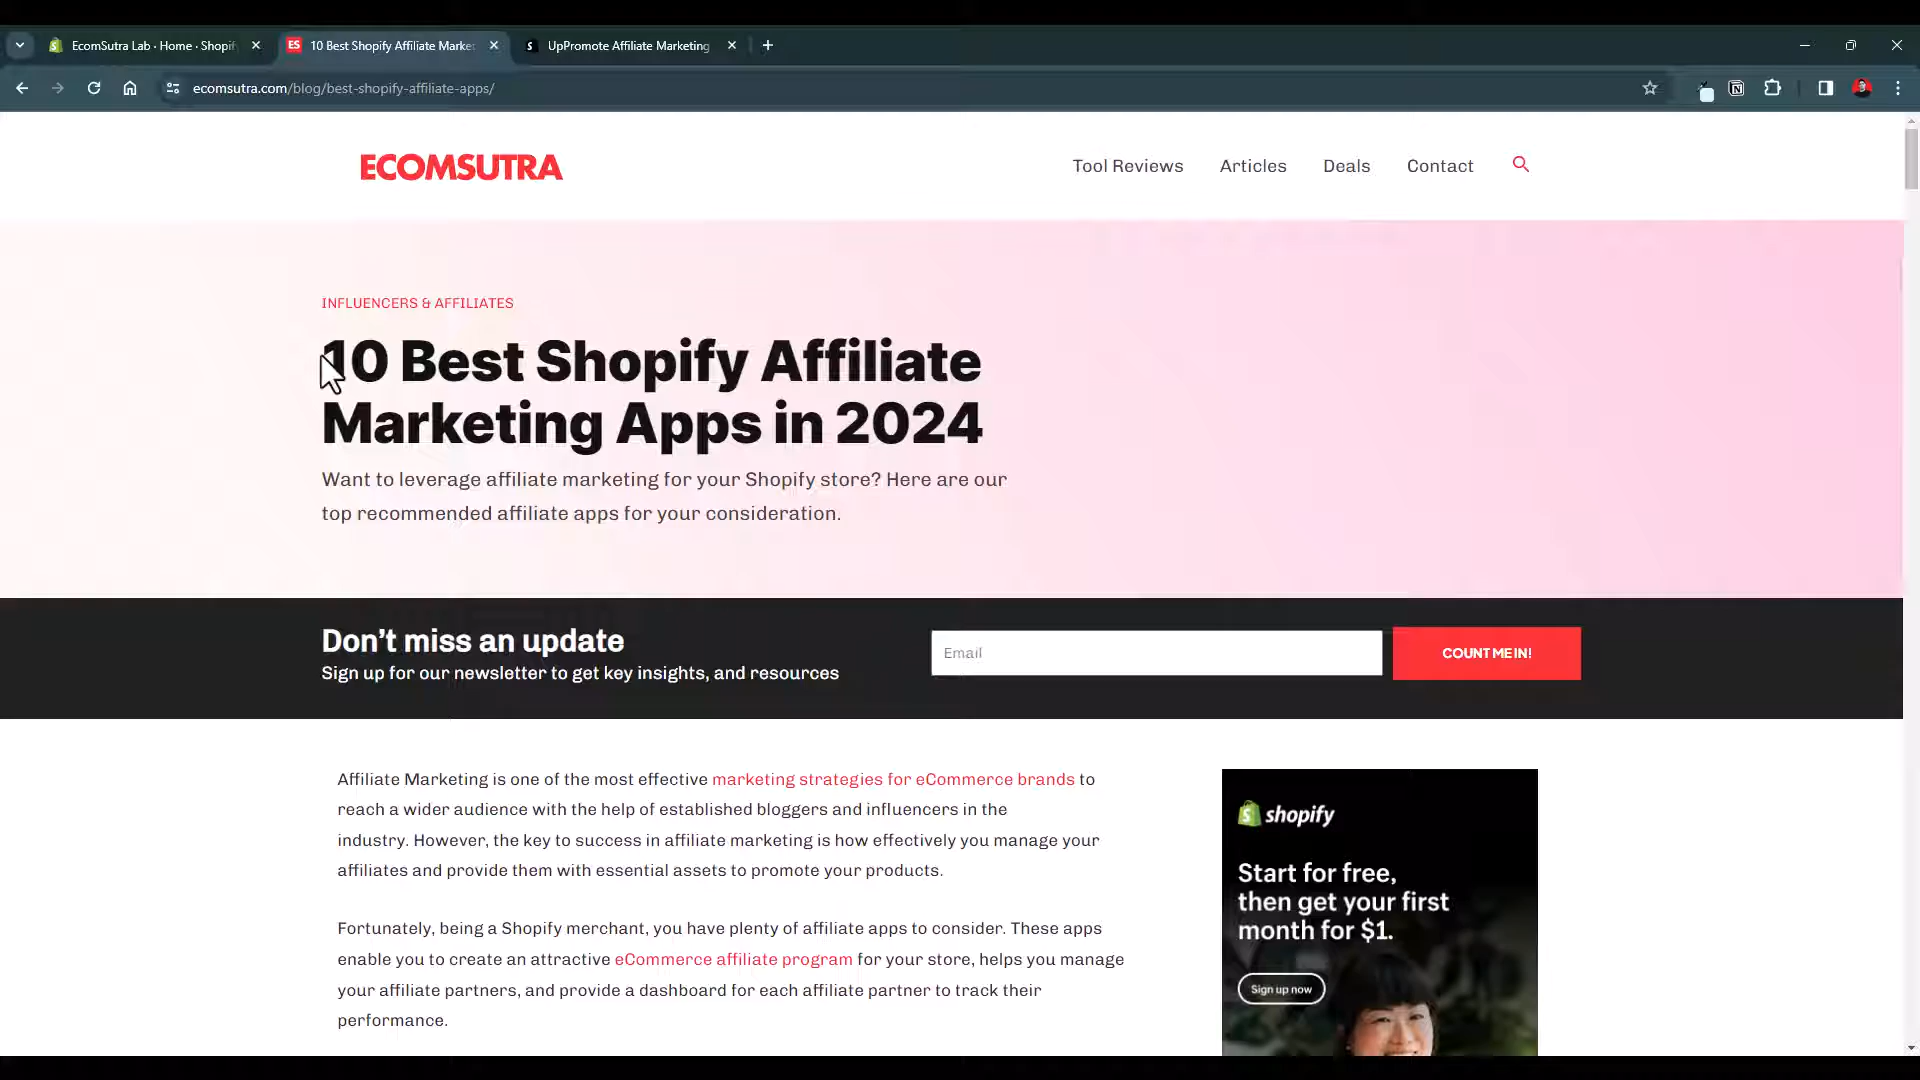 EcomSutra Lab · Home · Shopif
ES 10 Best Shopify Affiliate Marke
UpPromote Affiliate Marketing
ecomsutra.com/blog/best-shopify-affiliate-apps/
ECOMSUTRA
Tool Reviews
Articles
Deals
Contact
INFLUENCERS & AFFILIATES
10 Best Shopify Affiliate
Marketing Apps in 2024
Want to leverage affiliate marketing for your Shopify store? Here are our
top recommended affiliate apps for your consideration.
Don’t miss an update
Sign up for our newsletter to get key insights, and resources
Email
COUNT ME IN!
Affiliate Marketing is one of the most effective marketing strategies for eCommerce brands to
reach a wider audience with the help of established bloggers and influencers in the
industry. However, the key to success in affiliate marketing is how effectively you manage your
affiliates and provide them with essential assets to promote your products.
Fortunately, being a Shopify merchant, you have plenty of affiliate apps to consider. These apps
enable you to create an attractive eCommerce affiliate program for your store, helps you manage
your affiliate partners, and provide a dashboard for each affiliate partner to track their
performance.
shopify
Start for free,
then get your first
month for $1.
Sign up now